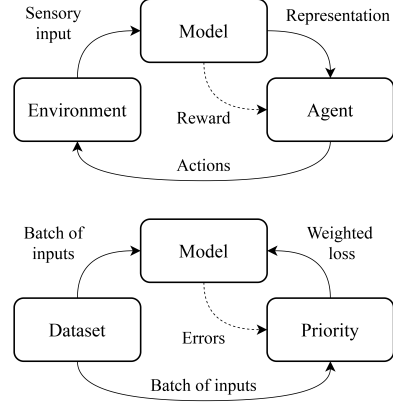 Sensory
input
Model
Representation
Environment
Reward
Agent
Actions
Batch of
inputs
Model
Weighted
loss
Dataset
Errors
Priority
Batch of inputs